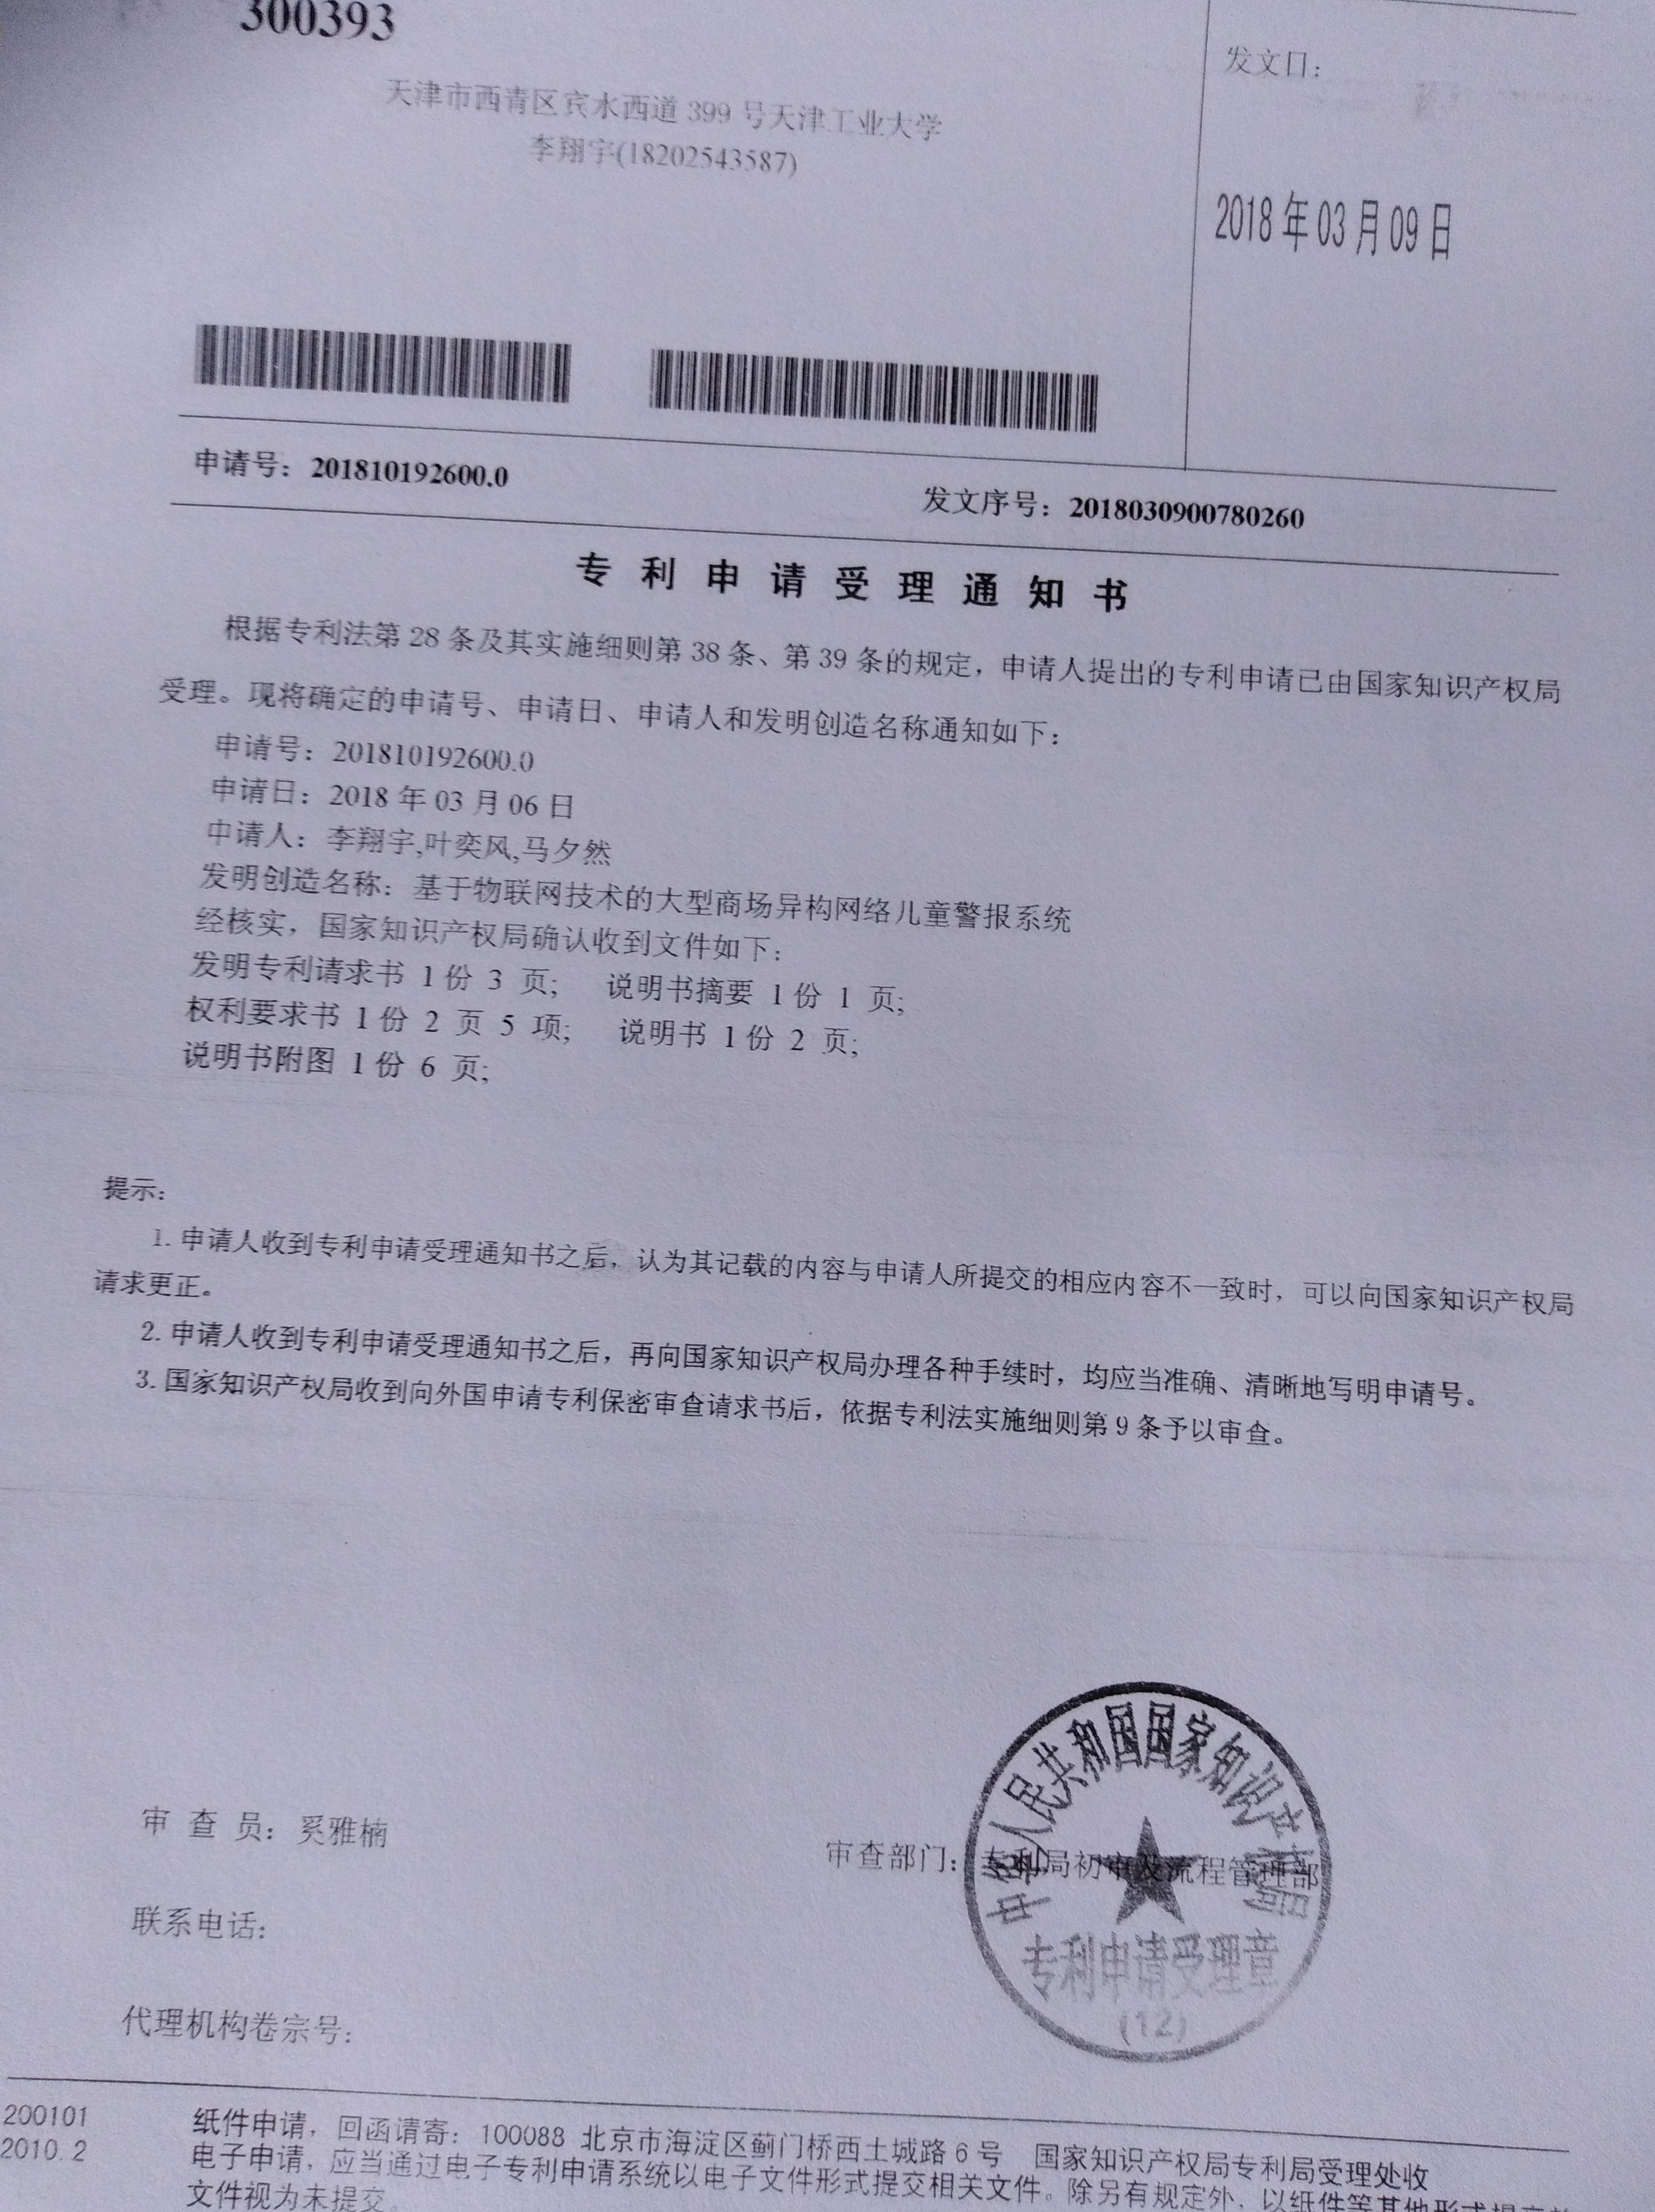 300393
发文日：
天津市西青区宾水西道 399 号天津工业大学
李翔宇(18202543587)
2018 年 03 月 09 日
申请号：201810192600.0
发文序号：2018030900780260
专 利 申 请 受 理 通 知 书
根据专利法第 28 条及其实施细则第 38 条、第 39 条的规定，申请人提出的专利申请已由国家知识产权局
受理。现将确定的申请号、申请日、申请人和发明创造名称通知如下：
申请号：201810192600.0
申请日：2018 年 03 月 06 日
申请人：李翔宇,叶奕风,马夕然
发明创造名称：基于物联网技术的大型商场异构网络儿童警报系统
经核实，国家知识产权局确认收到文件如下：
发明专利请求书 1 份 3 页; 说明书摘要 1 份 1 页;
权利要求书 1 份 2 页 5 项; 说明书 1 份 2 页;
说明书附图 1 份 6 页;
提示：
1. 申请人收到专利申请受理通知书之后，认为其记载的内容与申请人所提交的相应内容不一致时，可以向国家知识产权局
请求更正。
2. 申请人收到专利申请受理通知书之后，再向国家知识产权局办理各种手续时，均应当准确、清晰地写明申请号。
3. 国家知识产权局收到向外国申请专利保密审查请求书后，依据专利法实施细则第 9 条予以审查。
中华人民共和国国家知识产权局
审 查 员：奚雅楠
审查部门：专利局初审及流程管理部
专利申请受理章
(12)
联系电话：
代理机构卷宗号：
200101
2010.2
纸件申请，回函请寄：100088 北京市海淀区蓟门桥西土城路 6 号 国家知识产权局专利局受理处收
电子申请，应当通过电子专利申请系统以电子文件形式提交相关文件。除另有规定外，以纸件等其他形式提交的
文件视为未提交。